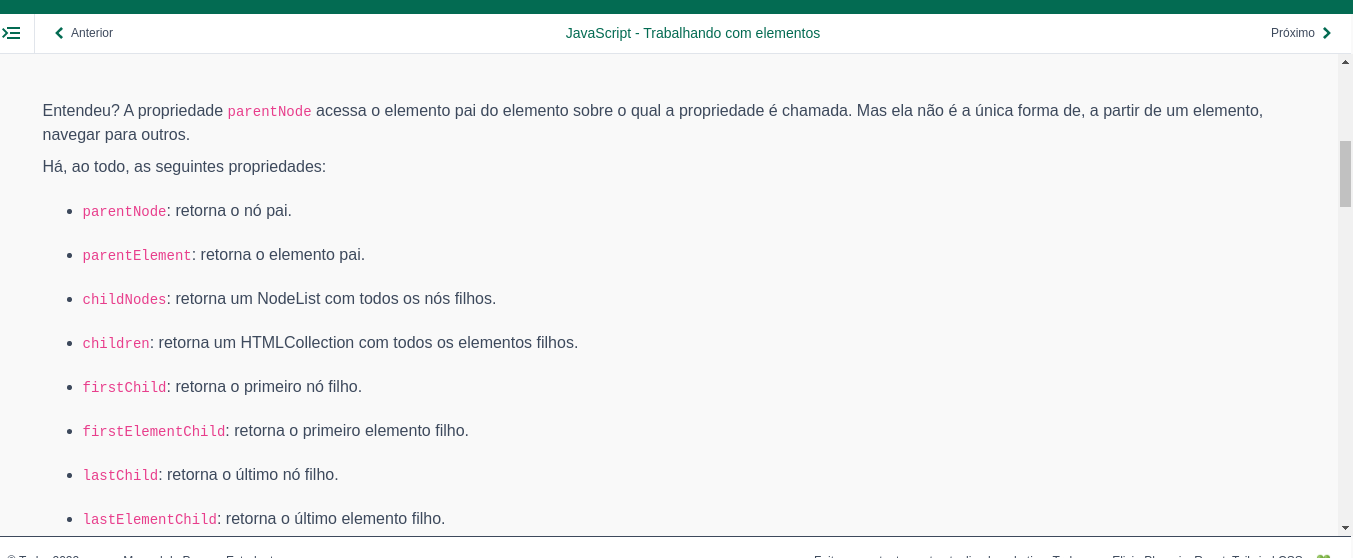 Anterior
JavaScript - Trabalhando com elementos
Próximo
Entendeu? A propriedade parentNode acessa o elemento pai do elemento sobre o qual a propriedade é chamada. Mas ela não é a única forma de, a partir de um elemento,
navegar para outros.
Há, ao todo, as seguintes propriedades:
parentNode: retorna o nó pai.
parentElement: retorna o elemento pai.
childNodes: retorna um NodeList com todos os nós filhos.
children: retorna um HTMLCollection com todos os elementos filhos.
firstChild: retorna o primeiro nó filho.
firstElementChild: retorna o primeiro elemento filho.
lastChild: retorna o último nó filho.
lastElementChild: retorna o último elemento filho.